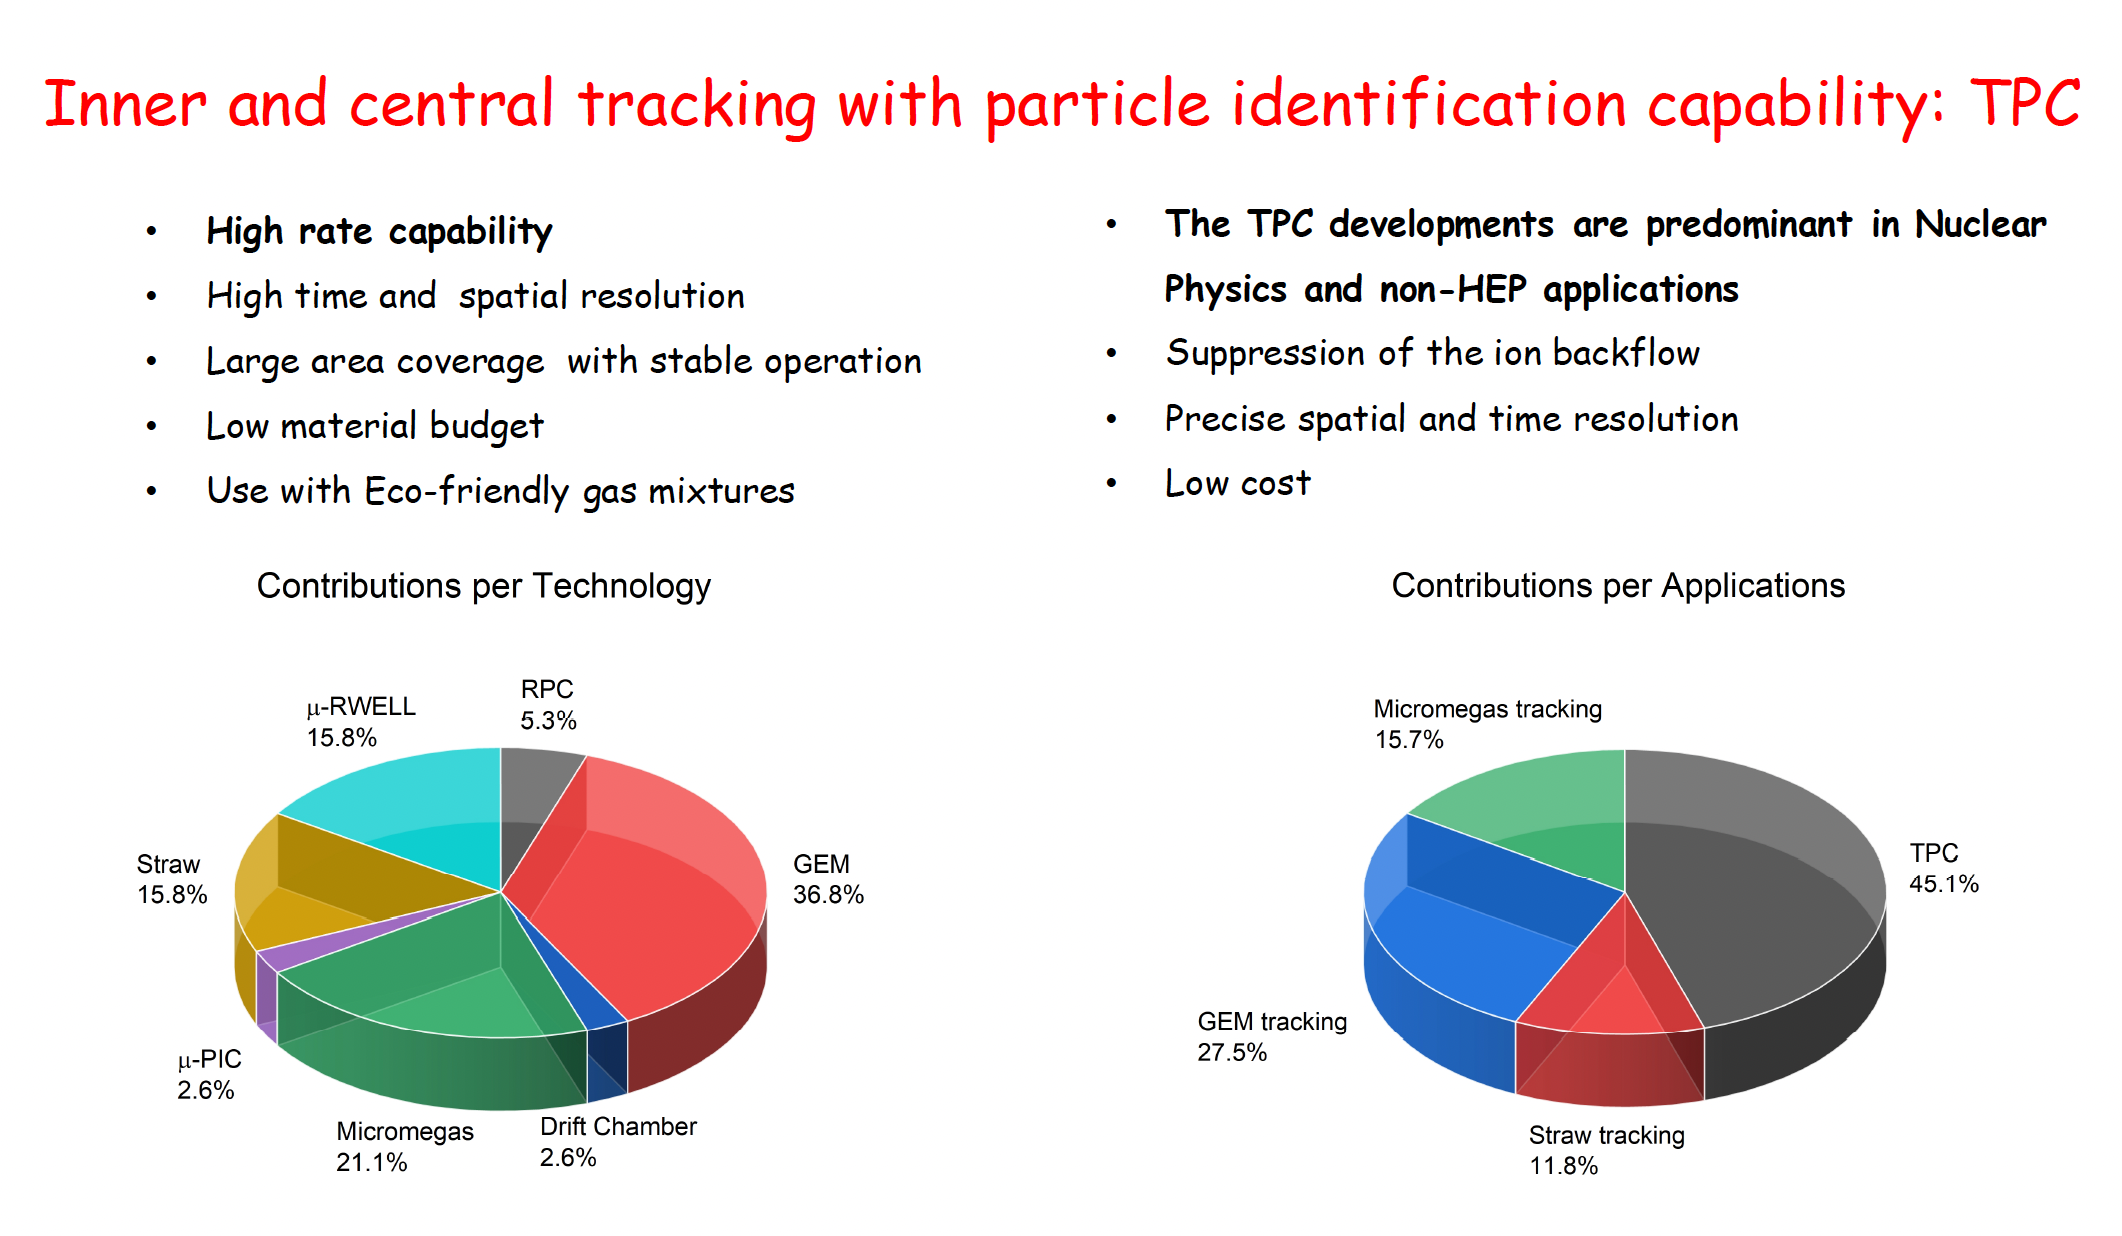 Inner and central tracking with particle identification capability: TPC
• High rate capability
• High time and spatial resolution
• Large area coverage with stable operation
• Low material budget
• Use with Eco-friendly gas mixtures
• The TPC developments are predominant in Nuclear
Physics and non-HEP applications
• Suppression of the ion backflow
• Precise spatial and time resolution
• Low cost
Contributions per Technology
RPC
5.3%
GEM
36.8%
Drift Chamber
2.6%
Micromegas
21.1%
μ-PIC
2.6%
Straw
15.8%
μ-RWELL
15.8%
Contributions per Applications
Micromegas tracking
15.7%
TPC
45.1%
Straw tracking
11.8%
GEM tracking
27.5%